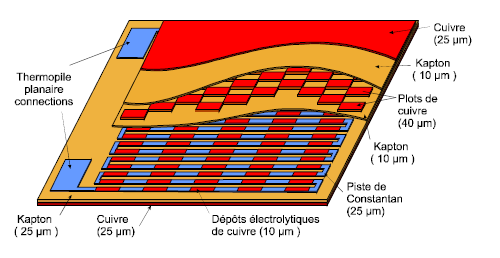 Cuivre
(25 µm)
Kapton
( 10 µm )
Thermopile
planaire
connections
Plots de
cuivre
(40 µm)
Kapton
( 10 µm )
Piste de
Constantan
(25 µm)
Kapton
( 25 µm )
Cuivre
(25 µm)
Dépôts électrolytiques
de cuivre (10 µm )